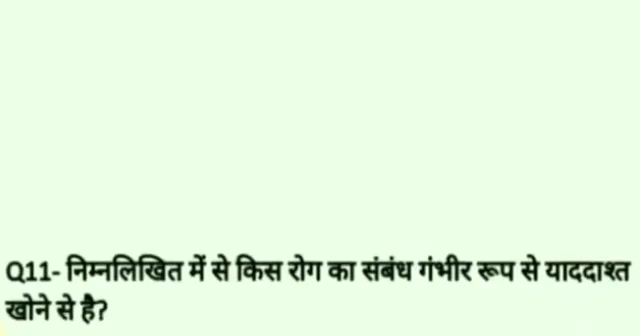 Q11- निम्नलिखित में से किस रोग का संबंध गंभीर रूप से याददाश्त
खोने से है?